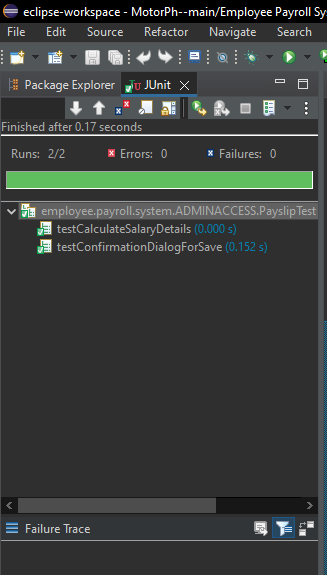 eclipse-workspace - MotorPh--main/Employee Payroll Sy
File Edit Source Refactor Navigate Search
Package Explorer JUnit
Finished after 0.17 seconds
Runs: 2/2 Errors: 0 Failures: 0
employee.payroll.system.ADMINACCESS.PayslipTest
testCalculateSalaryDetails (0.000 s)
testConfirmationDialogForSave (0.152 s)
Failure Trace